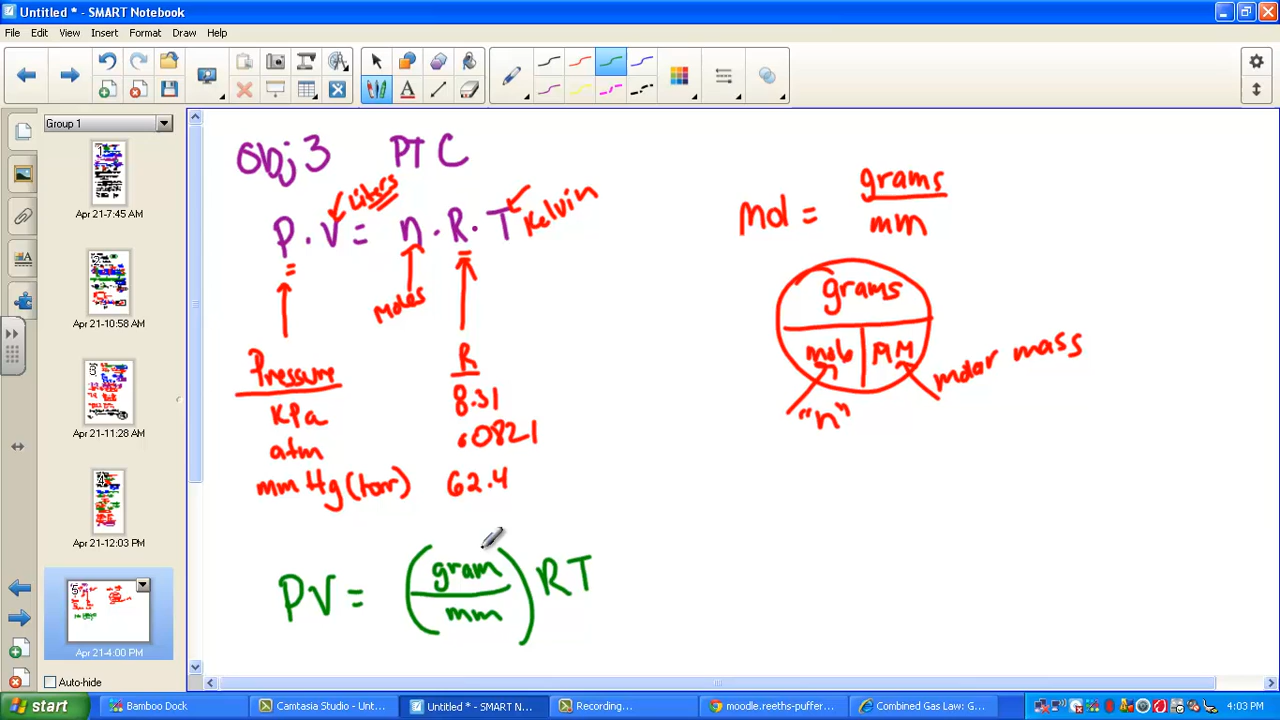 Untitled * - SMART Notebook
File Edit View Insert Format Draw Help
Group 1
Apr 21-7:45 AM
Apr 21-10:58 AM
Apr 21-11:28 AM
Apr 21-12:03 PM
Apr 21-4:00 PM
Auto-hide
Obj 3 PT C
Liters
P . V = n . R . T
Kelvin
Moles
Pressure R
KPa 8.31
atm .0821
mm Hg (torr) 62.4
PV = (gram/mm) RT
mol = grams
mm
grams
mols MM
"n"
molar mass
start
Bamboo Dock
Camtasia Studio - Unt...
Untitled * - SMART N...
Recording...
moodle.reeths-puffer...
Combined Gas Law: G...
4:03 PM